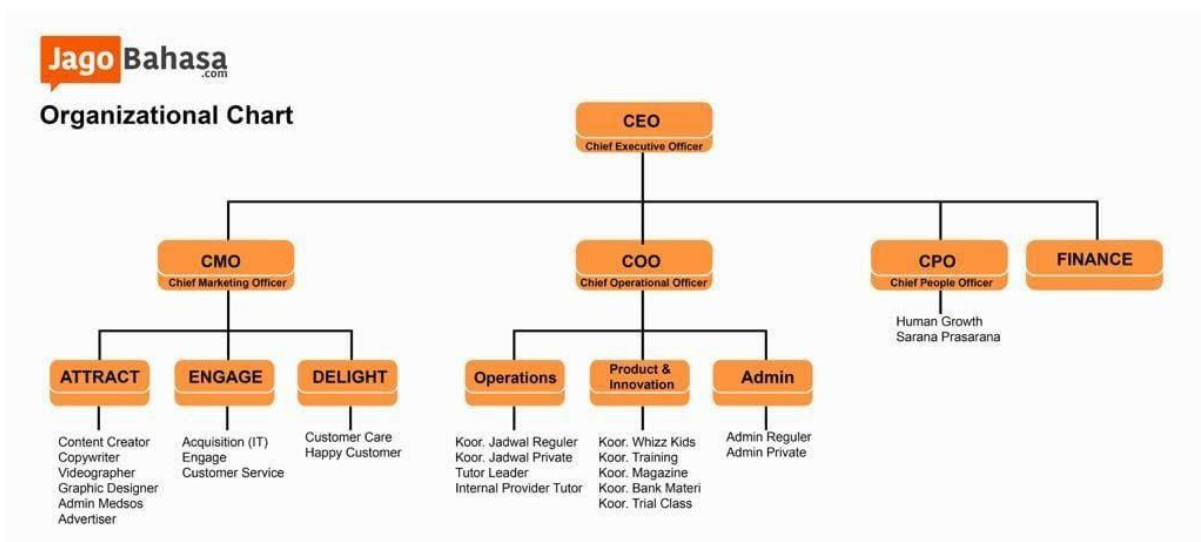 Jago Bahasa
.com
Organizational Chart
CEO
Chief Executive Officer
CMO
Chief Marketing Officer
COO
Chief Operational Officer
CPO
Chief People Officer
FINANCE
Human Growth
Sarana Prasarana
ATTRACT
Content Creator
Copywriter
Videographer
Graphic Designer
Admin Medsos
Advertiser
ENGAGE
Acquisition (IT)
Engage
Customer Service
DELIGHT
Customer Care
Happy Customer
Operations
Koor. Jadwal Reguler
Koor. Jadwal Private
Tutor Leader
Internal Provider Tutor
Product &
Innovation
Koor. Whizz Kids
Koor. Training
Koor. Magazine
Koor. Bank Materi
Koor. Trial Class
Admin
Admin Reguler
Admin Private